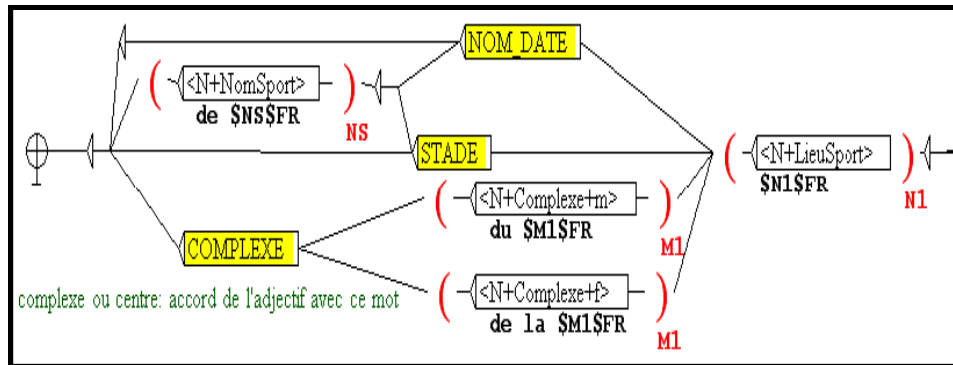 NOM_DATE
( <N+NomSport> )
de $NS$FR
NS
STADE
( <N+LieuSport> )
$N1$FR
N1
( <N+Complexe+m> )
du $M1$FR
M1
COMPLEXE
complexe ou centre: accord de l'adjectif avec ce mot
( <N+Complexe+f> )
de la $M1$FR
M1